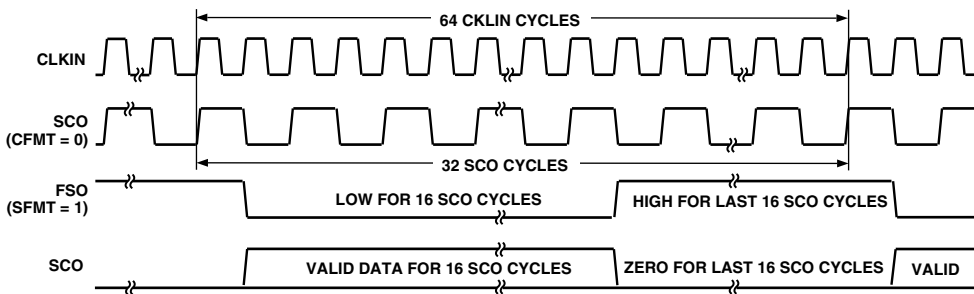 64 CKLIN CYCLES
CLKIN
SCO
(CFMT = 0)
32 SCO CYCLES
FSO
(SFMT = 1)
LOW FOR 16 SCO CYCLES
HIGH FOR LAST 16 SCO CYCLES
SCO
VALID DATA FOR 16 SCO CYCLES
ZERO FOR LAST 16 SCO CYCLES
VALID